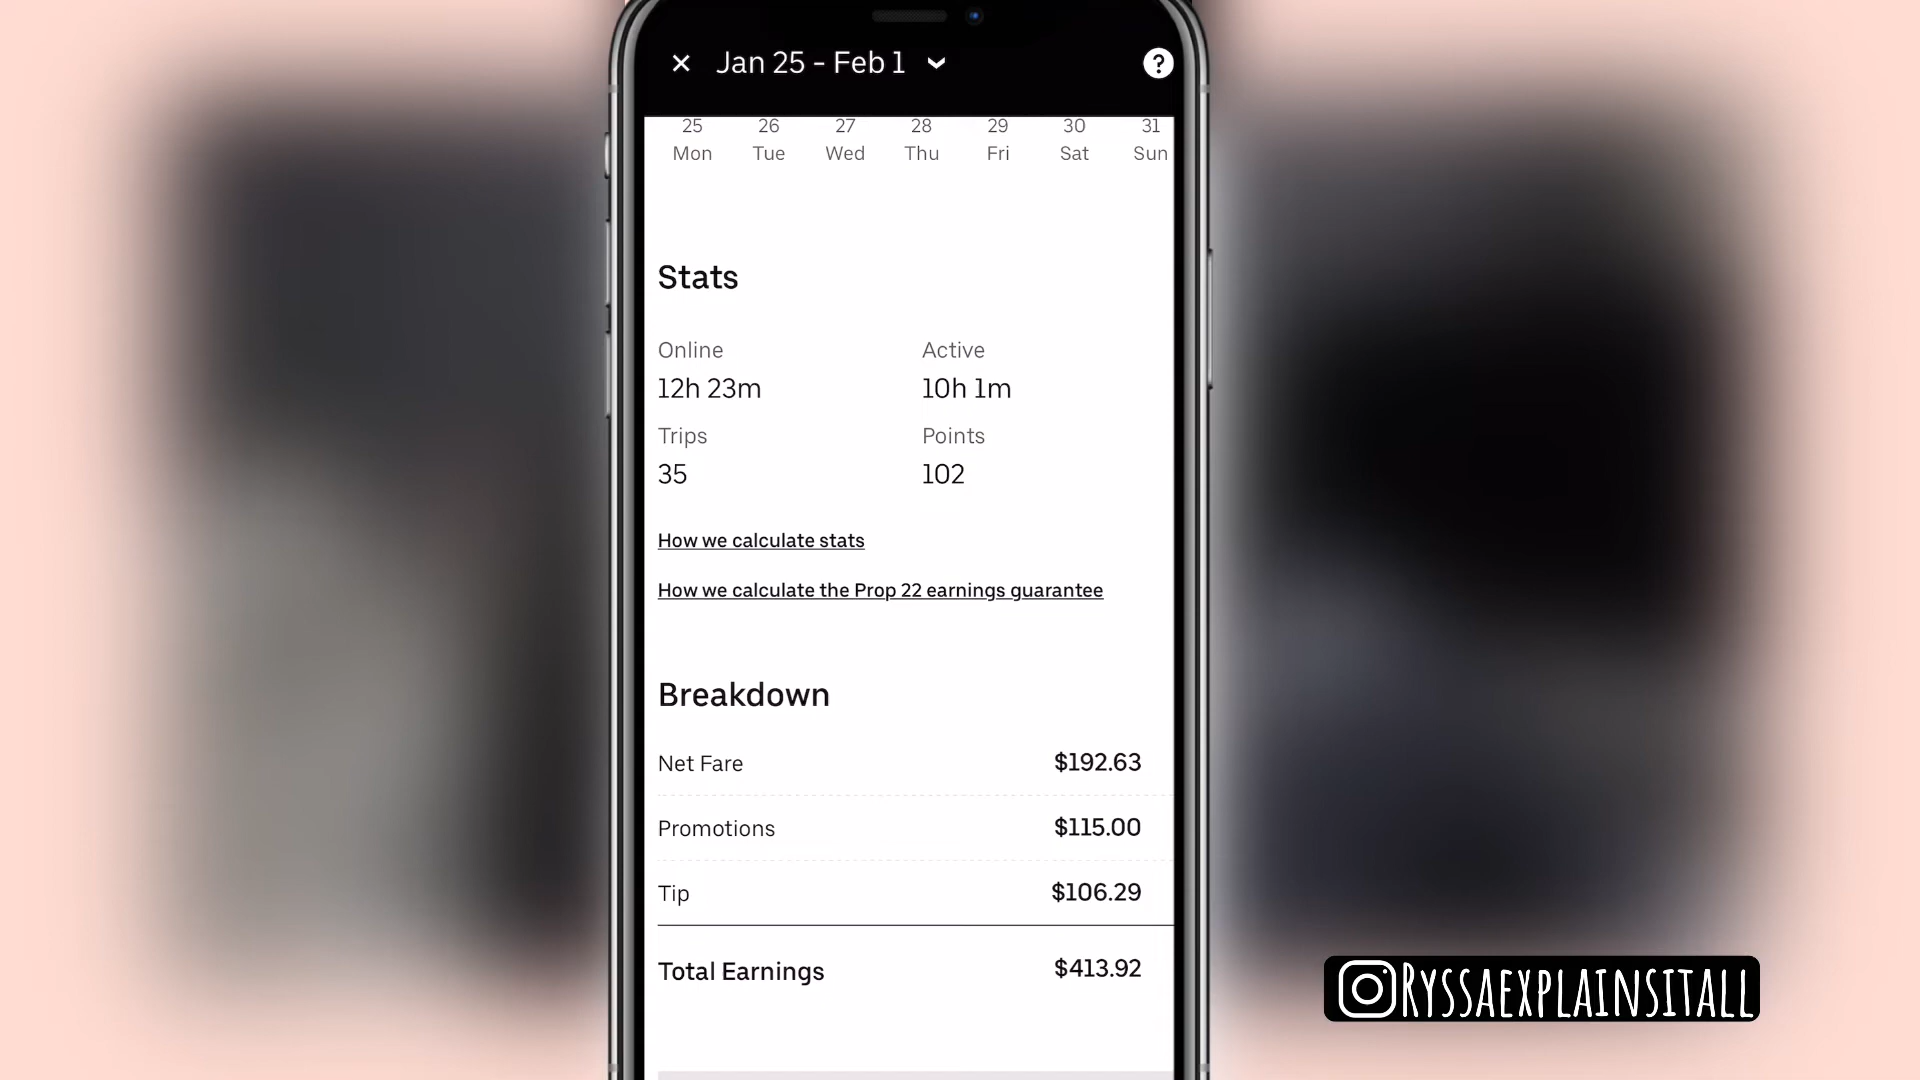 Jan 25 - Feb 1
?
25 26 27 28 29 30 31
Mon Tue Wed Thu Fri Sat Sun
Stats
Online Active
12h 23m 10h 1m
Trips Points
35 102
How we calculate stats
How we calculate the Prop 22 earnings guarantee
Breakdown
Net Fare $192.63
Promotions $115.00
Tip $106.29
Total Earnings $413.92
RYSSAEXPLAINSITALL